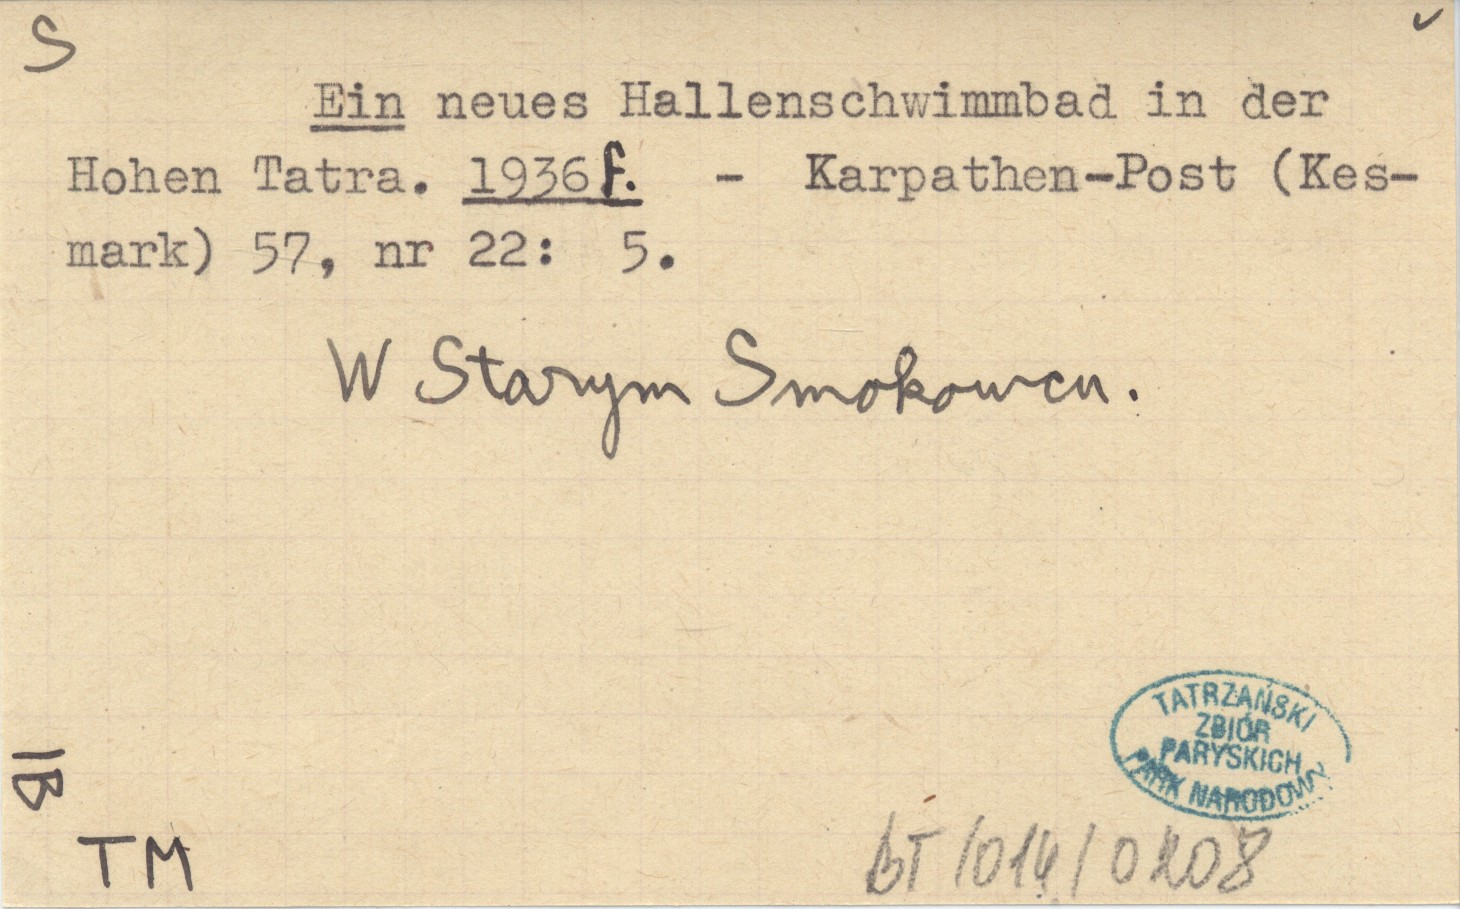 S
Ein neues Hallenschwimmbad in der
Hohen Tatra. 1936 f. - Karpathen-Post (Kes-
mark) 57, nr 22: 5.
W Starym Smokowcu.
TATRZAŃSKI
ZBIÓR
PARYSKICH
PARK NARODOWY
IB
TM
BT/014/0208